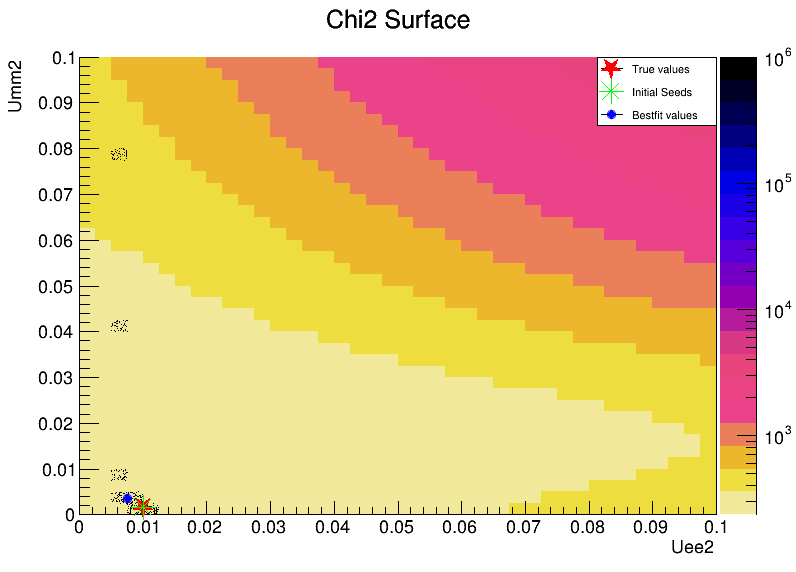 Chi2 Surface
Umm2
0.1
0.09
0.08
0.07
0.06
0.05
0.04
0.03
0.02
0.01
0
0 0.01 0.02 0.03 0.04 0.05 0.06 0.07 0.08 0.09 0.1
Uee2
True values
Initial Seeds
Bestfit values
10^6
10^5
10^4
10^3